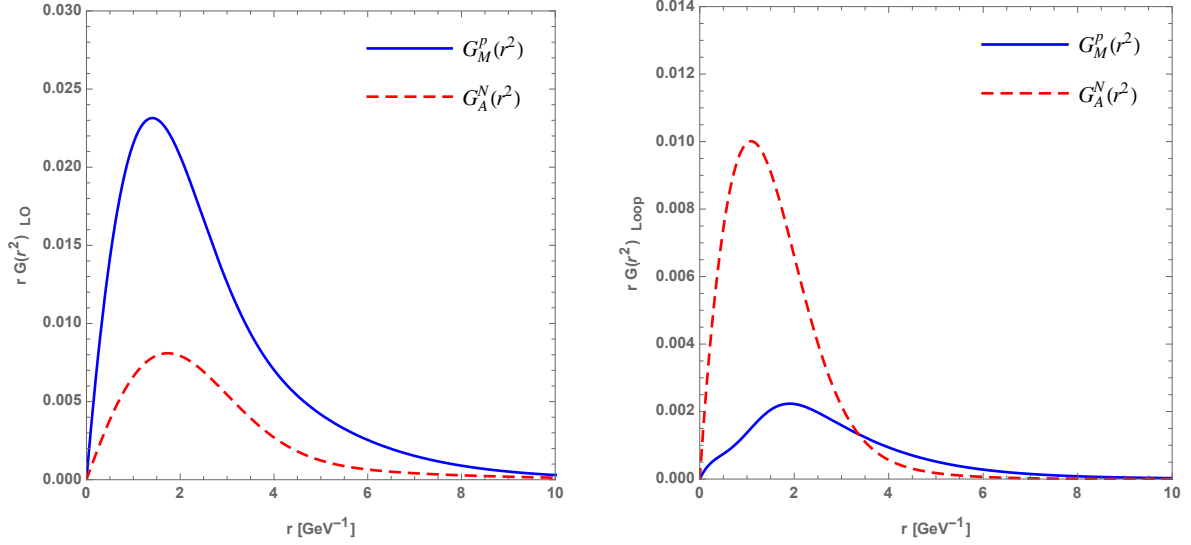 0.030
0.025
0.020
0.015
0.010
0.005
0.000
r G(r²) LO
0 2 4 6 8 10
r [GeV⁻¹]
G_M^p(r²)
G_A^N(r²)
0.014
0.012
0.010
0.008
0.006
0.004
0.002
0.000
r G(r²) Loop
0 2 4 6 8 10
r [GeV⁻¹]
G_M^p(r²)
G_A^N(r²)